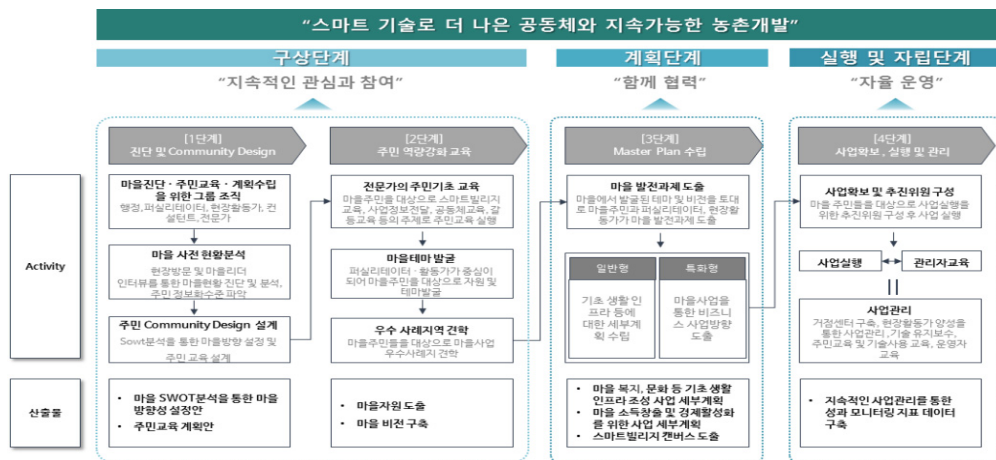 "스마트 기술로 더 나은 공동체와 지속가능한 농촌개발"
구상단계
"지속적인 관심과 참여"
계획단계
"함께 협력"
실행 및 자립단계
"자율 운영"
[1단계]
진단 및 Community Design
[2단계]
주민 역량강화 교육
[3단계]
Master Plan 수립
[4단계]
사업확보, 실행 및 관리
Activity
마을진단·주민교육·계획수립
을 위한 그룹 조직
행정,퍼실리테이터, 현장활동가, 컨
설턴트, 전문가
마을 사전 현황분석
현장방문 및 마을리더
인터뷰를 통한 마을현황 진단 및 분석,
주민 정보화수준 파악
주민 Community Design 설계
Sowt분석을 통한 마을방향 설정 및
주민 교육 설계
전문가의 주민기초 교육
마을주민을 대상으로 스마트빌리지
교육, 사업정보전달, 공동체교육, 갈
등교육 등의 주제로 주민교육 실행
마을테마 발굴
퍼실리테이터·활동가가 중심이
되어 마을주민을 대상으로 자원 및
테마발굴
우수 사례지역 견학
마을주민들을 대상으로 마을사업
우수사례지 견학
마을 발전과제 도출
마을에서 발굴된 테마 및 비전을 토대
로 마을주민과 퍼실리테이터, 현장활
동가가 마을 발전과제 도출
일반형
기초 생활 인
프라 등에
대한 세부계
획 수립
특화형
마을사업을
통한 비즈니
스 사업방향
도출
사업확보 및 추진위원 구성
마을 주민들을 대상으로 사업실행을
위한 추진위원 구성 후 사업 실행
사업실행
관리자교육
사업관리
거점센터 구축, 현장활동가 양성을
통한 사업관리, 기술 유지보수,
주민교육 및 기술사용 교육, 운영자
교육
산출물
• 마을 SWOT분석을 통한 마을
방향성 설정안
• 주민교육 계획안
• 마을자원 도출
• 마을 비전 구축
• 마을 복지, 문화 등 기초 생활
인프라 조성 사업 세부계획
• 마을 소득창출 및 경제활성화
를 위한 사업 세부계획
• 스마트빌리지 캔버스 도출
• 지속적인 사업관리를 통한
성과 모니터링 지표 데이터
구축